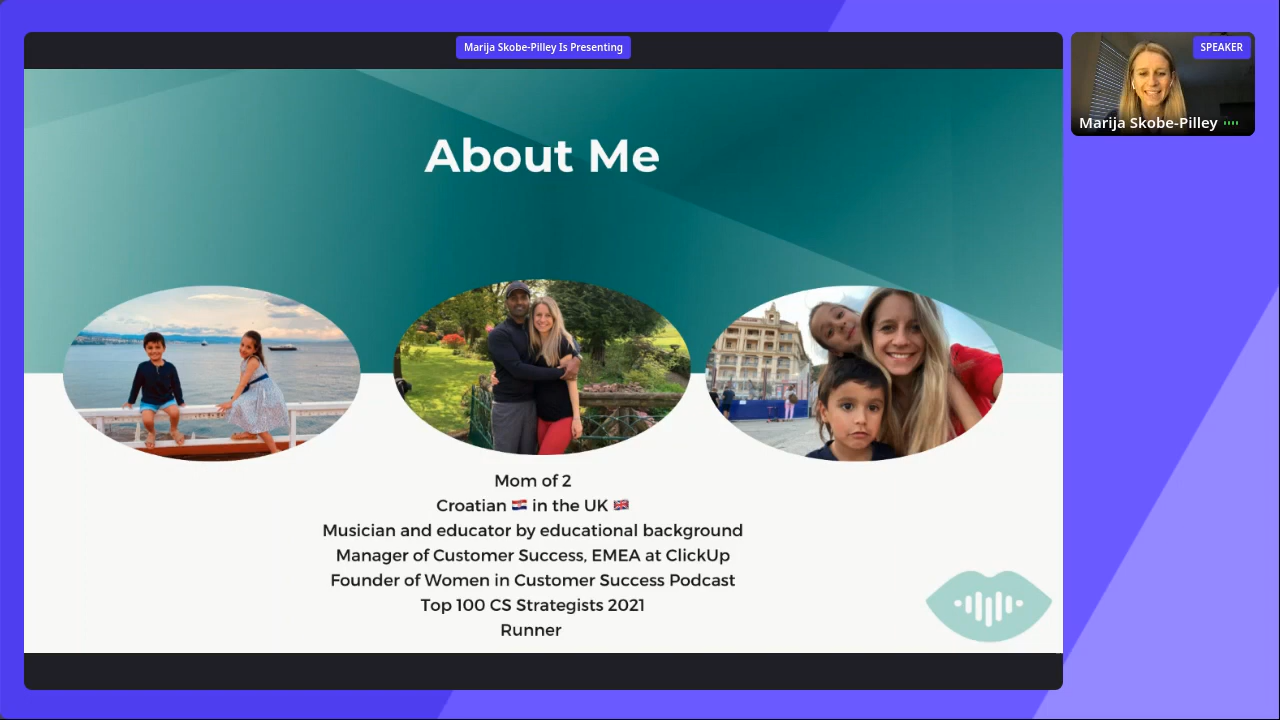 Marija Skobe-Pilley Is Presenting
SPEAKER
Marija Skobe-Pilley
About Me
Mom of 2
Croatian 🇭🇷 in the UK 🇬🇧
Musician and educator by educational background
Manager of Customer Success, EMEA at ClickUp
Founder of Women in Customer Success Podcast
Top 100 CS Strategists 2021
Runner